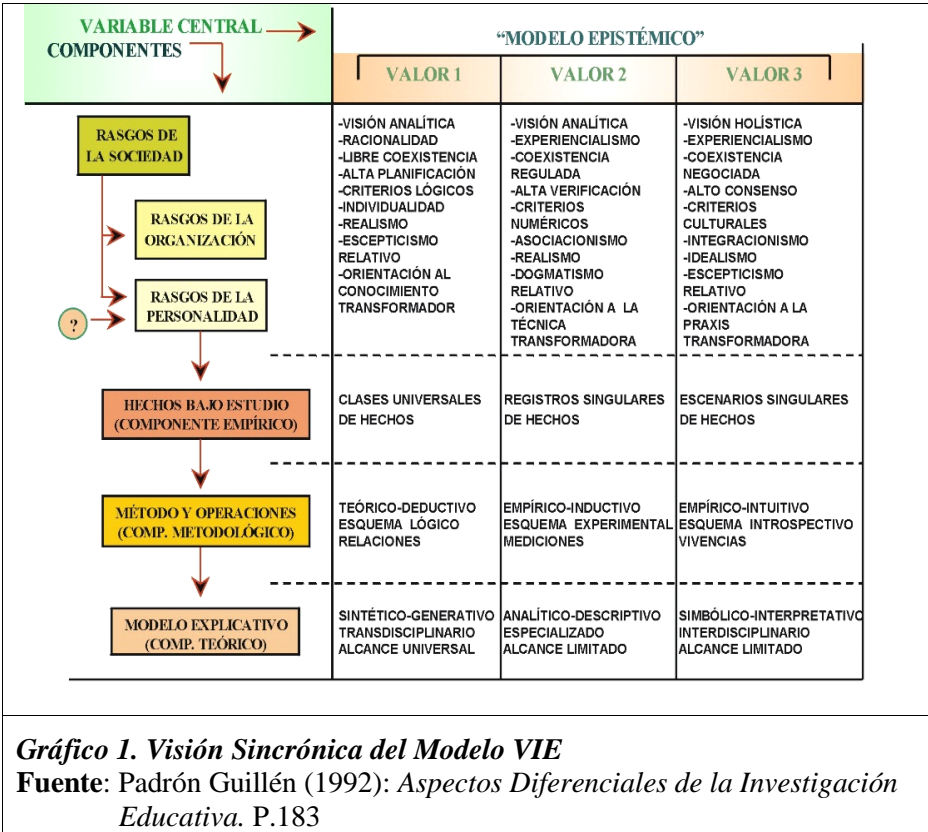 VARIABLE CENTRAL
COMPONENTES
“MODELO EPISTÉMICO”
VALOR 1
VALOR 2
VALOR 3
RASGOS DE
LA SOCIEDAD
RASGOS DE LA
ORGANIZACIÓN
RASGOS DE LA
PERSONALIDAD
?
-VISIÓN ANALÍTICA
-RACIONALIDAD
-LIBRE COEXISTENCIA
-ALTA PLANIFICACIÓN
-CRITERIOS LÓGICOS
-INDIVIDUALIDAD
-REALISMO
-ESCEPTICISMO
RELATIVO
-ORIENTACIÓN AL
CONOCIMIENTO
TRANSFORMADOR
-VISIÓN ANALÍTICA
-EXPERIENCIALISMO
-COEXISTENCIA
REGULADA
-ALTA VERIFICACIÓN
-CRITERIOS
NUMÉRICOS
-ASOCIACIONISMO
-REALISMO
-DOGMATISMO
RELATIVO
-ORIENTACIÓN A LA
TÉCNICA
TRANSFORMADORA
-VISIÓN HOLÍSTICA
-EXPERIENCIALISMO
-COEXISTENCIA
NEGOCIADA
-ALTO CONSENSO
-CRITERIOS
CULTURALES
-INTEGRACIONISMO
-IDEALISMO
-ESCEPTICISMO
RELATIVO
-ORIENTACIÓN A LA
PRAXIS
TRANSFORMADORA
HECHOS BAJO ESTUDIO
(COMPONENTE EMPÍRICO)
CLASES UNIVERSALES
DE HECHOS
REGISTROS SINGULARES
DE HECHOS
ESCENARIOS SINGULARES
DE HECHOS
MÉTODO Y OPERACIONES
(COMP. METODOLÓGICO)
TEÓRICO-DEDUCTIVO
ESQUEMA LÓGICO
RELACIONES
EMPÍRICO-INDUCTIVO
ESQUEMA EXPERIMENTAL
MEDICIONES
EMPÍRICO-INTUITIVO
ESQUEMA INTROSPECTIVO
VIVENCIAS
MODELO EXPLICATIVO
(COMP. TEÓRICO)
SINTÉTICO-GENERATIVO
TRANSDISCIPLINARIO
ALCANCE UNIVERSAL
ANALÍTICO-DESCRIPTIVO
ESPECIALIZADO
ALCANCE LIMITADO
SIMBÓLICO-INTERPRETATIVO
INTERDISCIPLINARIO
ALCANCE LIMITADO
Gráfico 1. Visión Sincrónica del Modelo VIE
Fuente: Padrón Guillén (1992): Aspectos Diferenciales de la Investigación
Educativa. P.183